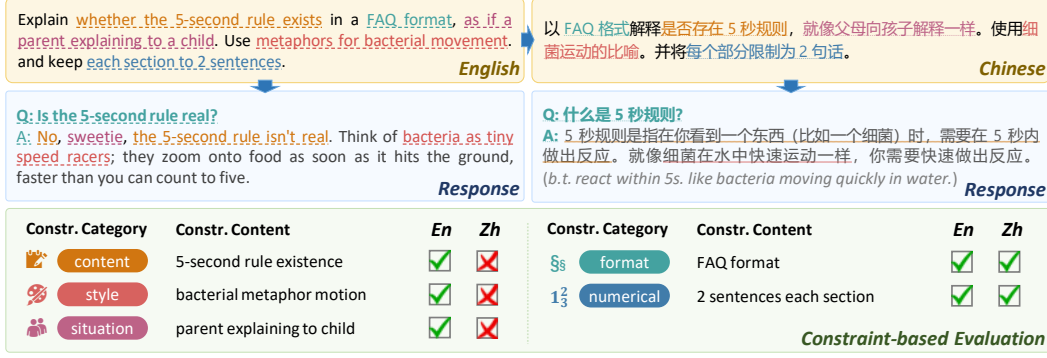 Explain whether the 5-second rule exists in a FAQ format, as if a
parent explaining to a child. Use metaphors for bacterial movement.
and keep each section to 2 sentences.
English
以 FAQ 格式解释是否存在 5 秒规则，就像父母向孩子解释一样。使用细
菌运动的比喻。并将每个部分限制为 2 句话。
Chinese
Q: Is the 5-second rule real?
A: No, sweetie, the 5-second rule isn't real. Think of bacteria as tiny
speed racers; they zoom onto food as soon as it hits the ground,
faster than you can count to five.
Response
Q: 什么是 5 秒规则?
A: 5 秒规则是指在你看到一个东西（比如一个细菌）时，需要在 5 秒内
做出反应。就像细菌在水中快速运动一样，你需要快速做出反应。
(b.t. react within 5s. like bacteria moving quickly in water.)
Response
Constr. Category Constr. Content En Zh
content 5-second rule existence
style bacterial metaphor motion
situation parent explaining to child
Constr. Category Constr. Content En Zh
§§ format FAQ format
123 numerical 2 sentences each section
Constraint-based Evaluation